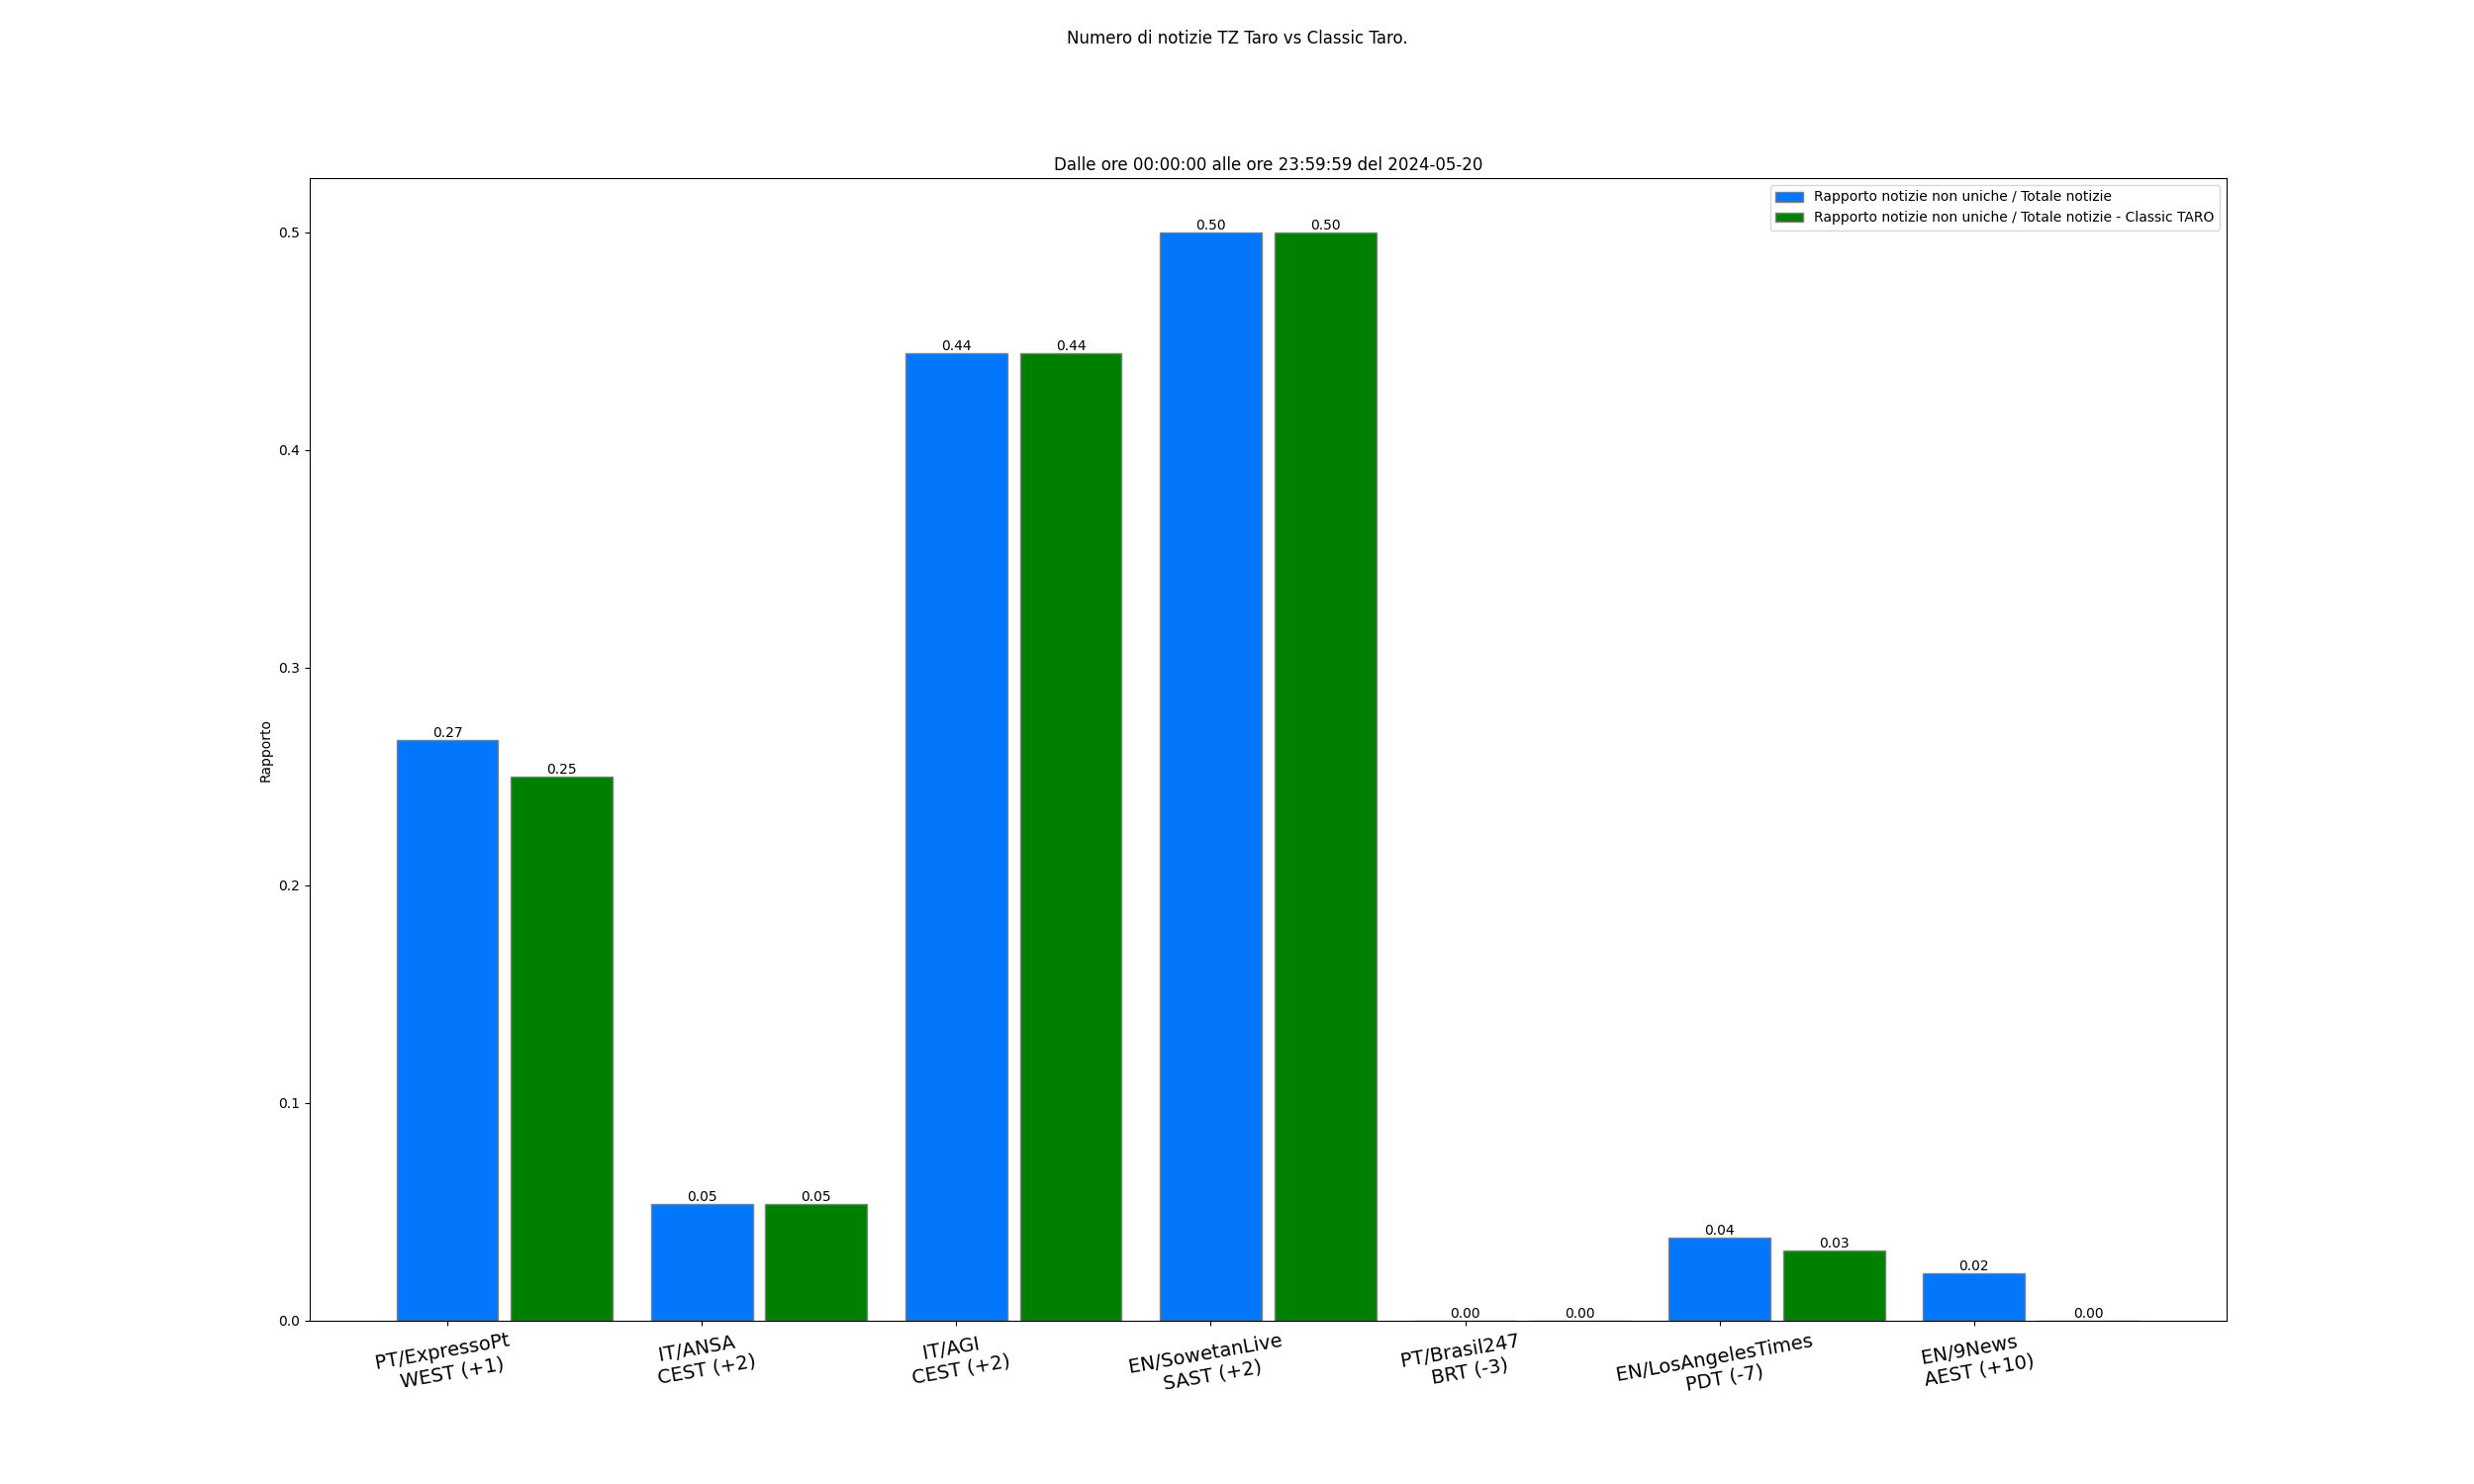 Numero di notizie TZ Taro vs Classic Taro.
Dalle ore 00:00:00 alle ore 23:59:59 del 2024-05-20
Rapporto notizie non uniche / Totale notizie
Rapporto notizie non uniche / Totale notizie - Classic TARO
Rapporto
0.5
0.4
0.3
0.2
0.1
0.0
0.27
0.25
0.05
0.05
0.44
0.44
0.50
0.50
0.00
0.00
0.04
0.03
0.02
0.00
PT/ExpressoPt
WEST (+1)
IT/ANSA
CEST (+2)
IT/AGI
CEST (+2)
EN/SowetanLive
SAST (+2)
PT/Brasil247
BRT (-3)
EN/LosAngelesTimes
PDT (-7)
EN/9News
AEST (+10)